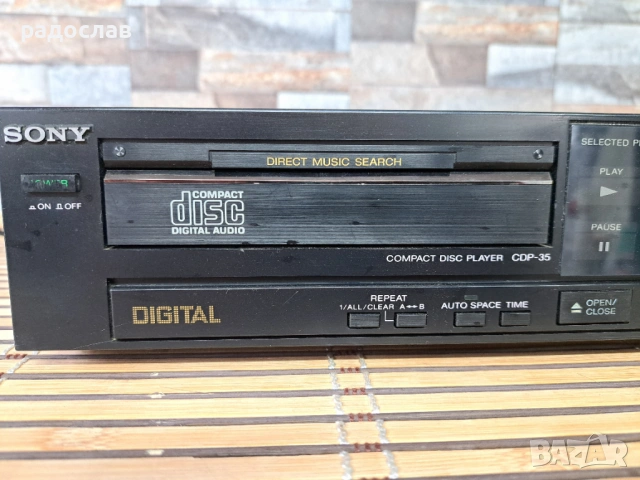 радослав
SONY
DIRECT MUSIC SEARCH
SELECTED
PLAY
ON OFF
COMPACT
disc
DIGITAL AUDIO
PAUSE
COMPACT DISC PLAYER CDP-35
REPEAT
1/ALL/CLEAR A↔B
AUTO SPACE TIME
OPEN/
CLOSE
DIGITAL
BAZAR